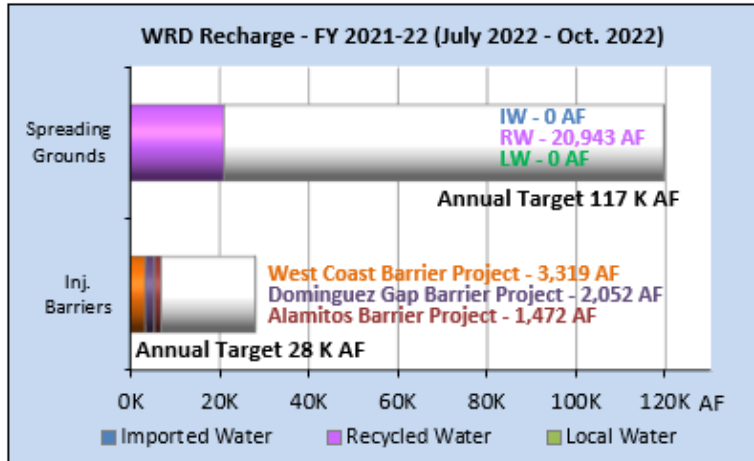 WRD Recharge - FY 2021-22 (July 2022 - Oct. 2022)
Spreading
Grounds
IW - 0 AF
RW - 20,943 AF
LW - 0 AF
Annual Target 117 K AF
Inj.
Barriers
West Coast Barrier Project - 3,319 AF
Dominguez Gap Barrier Project - 2,052 AF
Alamitos Barrier Project - 1,472 AF
Annual Target 28 K AF
0K 20K 40K 60K 80K 100K 120K AF
Imported Water Recycled Water Local Water